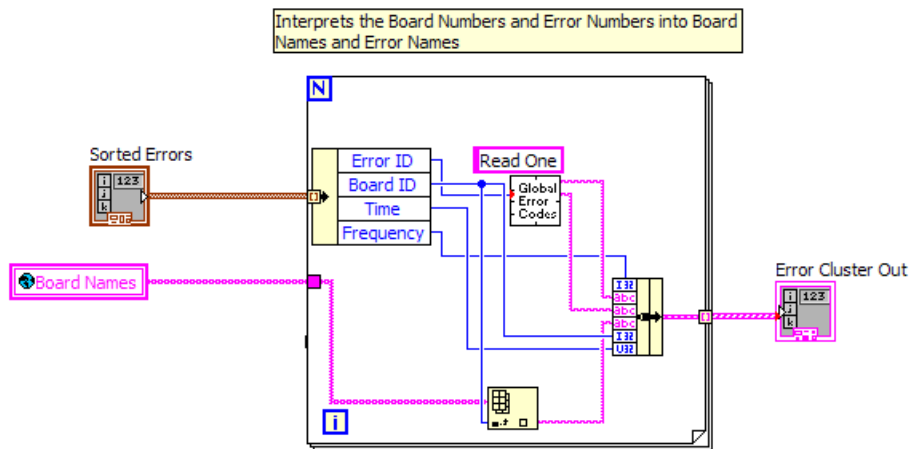 Interprets the Board Numbers and Error Numbers into Board
Names and Error Names
N
Sorted Errors
i
j
k
123
Error ID
Board ID
Time
Frequency
Read One
Global
Error
Codes
Board Names
I32
abc
abc
abc
I32
U32
Error Cluster Out
i
j
k
123
i